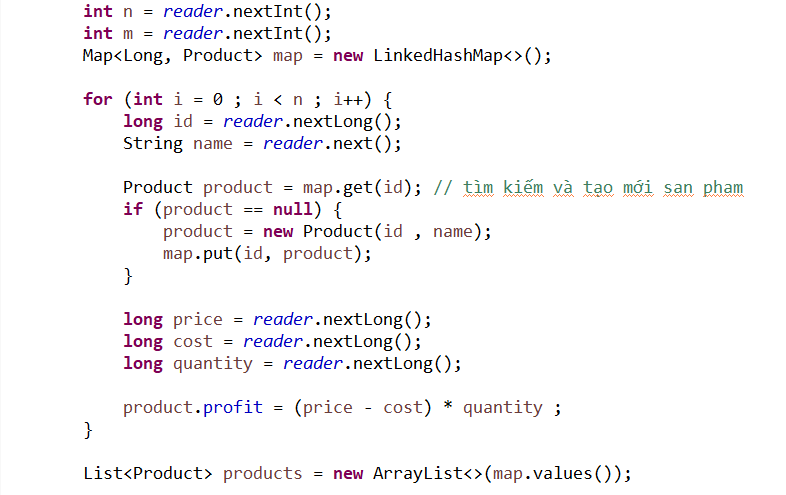 int n = reader.nextInt();
int m = reader.nextInt();
Map<Long, Product> map = new LinkedHashMap<>();
for (int i = 0 ; i < n ; i++) {
long id = reader.nextLong();
String name = reader.next();
Product product = map.get(id); // tìm kiếm và tạo mới san pham
if (product == null) {
product = new Product(id , name);
map.put(id, product);
}
long price = reader.nextLong();
long cost = reader.nextLong();
long quantity = reader.nextLong();
product.profit = (price - cost) * quantity ;
}
List<Product> products = new ArrayList<>(map.values());